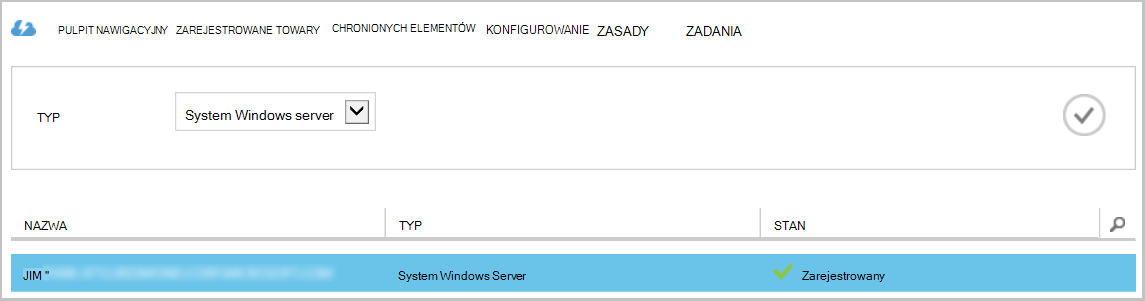 PULPIT NAWIGACYJNY ZAREJESTROWANE TOWARY CHRONIONYCH ELEMENTÓW KONFIGUROWANIE ZASADY ZADANIA
TYP System Windows server
NAZWA TYP STAN
JIM " System Windows Server Zarejestrowany